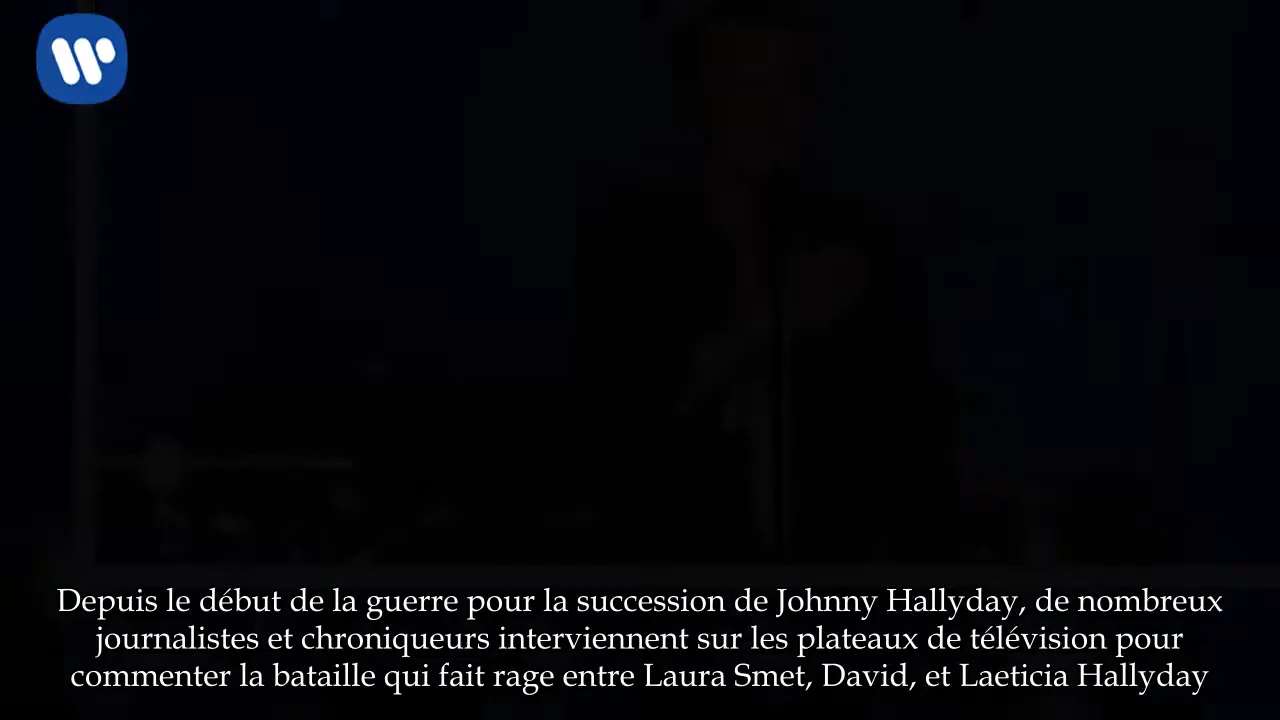 Depuis le début de la guerre pour la succession de Johnny Hallyday, de nombreux
journalistes et chroniqueurs interviennent sur les plateaux de télévision pour
commenter la bataille qui fait rage entre Laura Smet, David, et Laeticia Hallyday